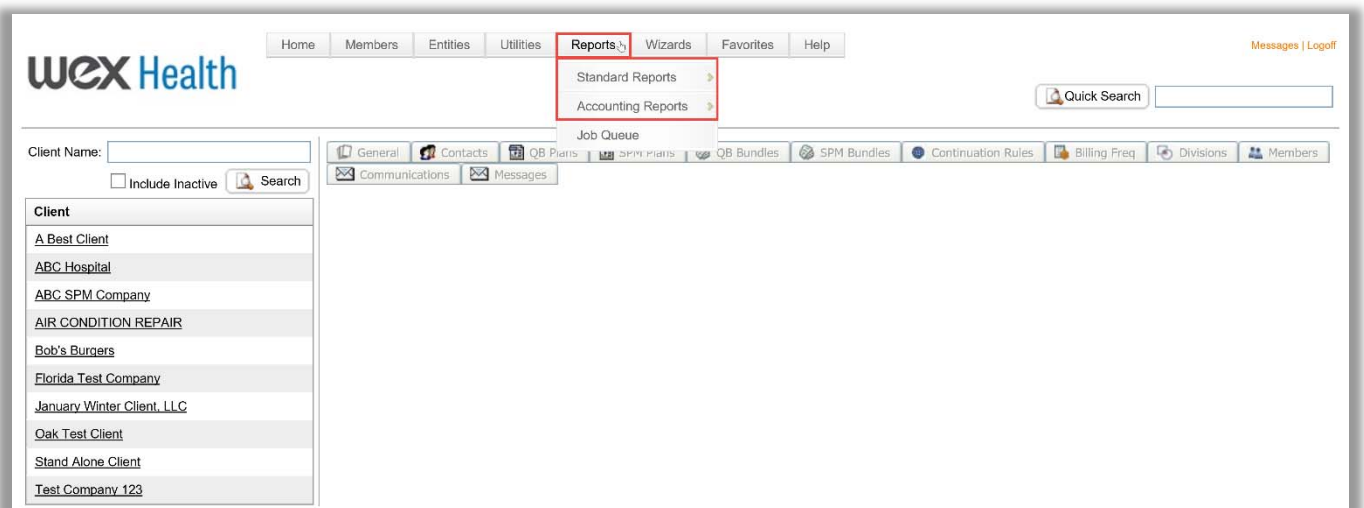 wex Health
Home Members Entities Utilities Reports Wizards Favorites Help
Messages | Logoff
Standard Reports
Accounting Reports
Job Queue
Quick Search
Client Name:
Include Inactive Search
General Contacts QB Plans SPM Plans QB Bundles SPM Bundles Continuation Rules Billing Freq Divisions Members
Communications Messages
Client
A Best Client
ABC Hospital
ABC SPM Company
AIR CONDITION REPAIR
Bob's Burgers
Florida Test Company
January Winter Client, LLC
Oak Test Client
Stand Alone Client
Test Company 123